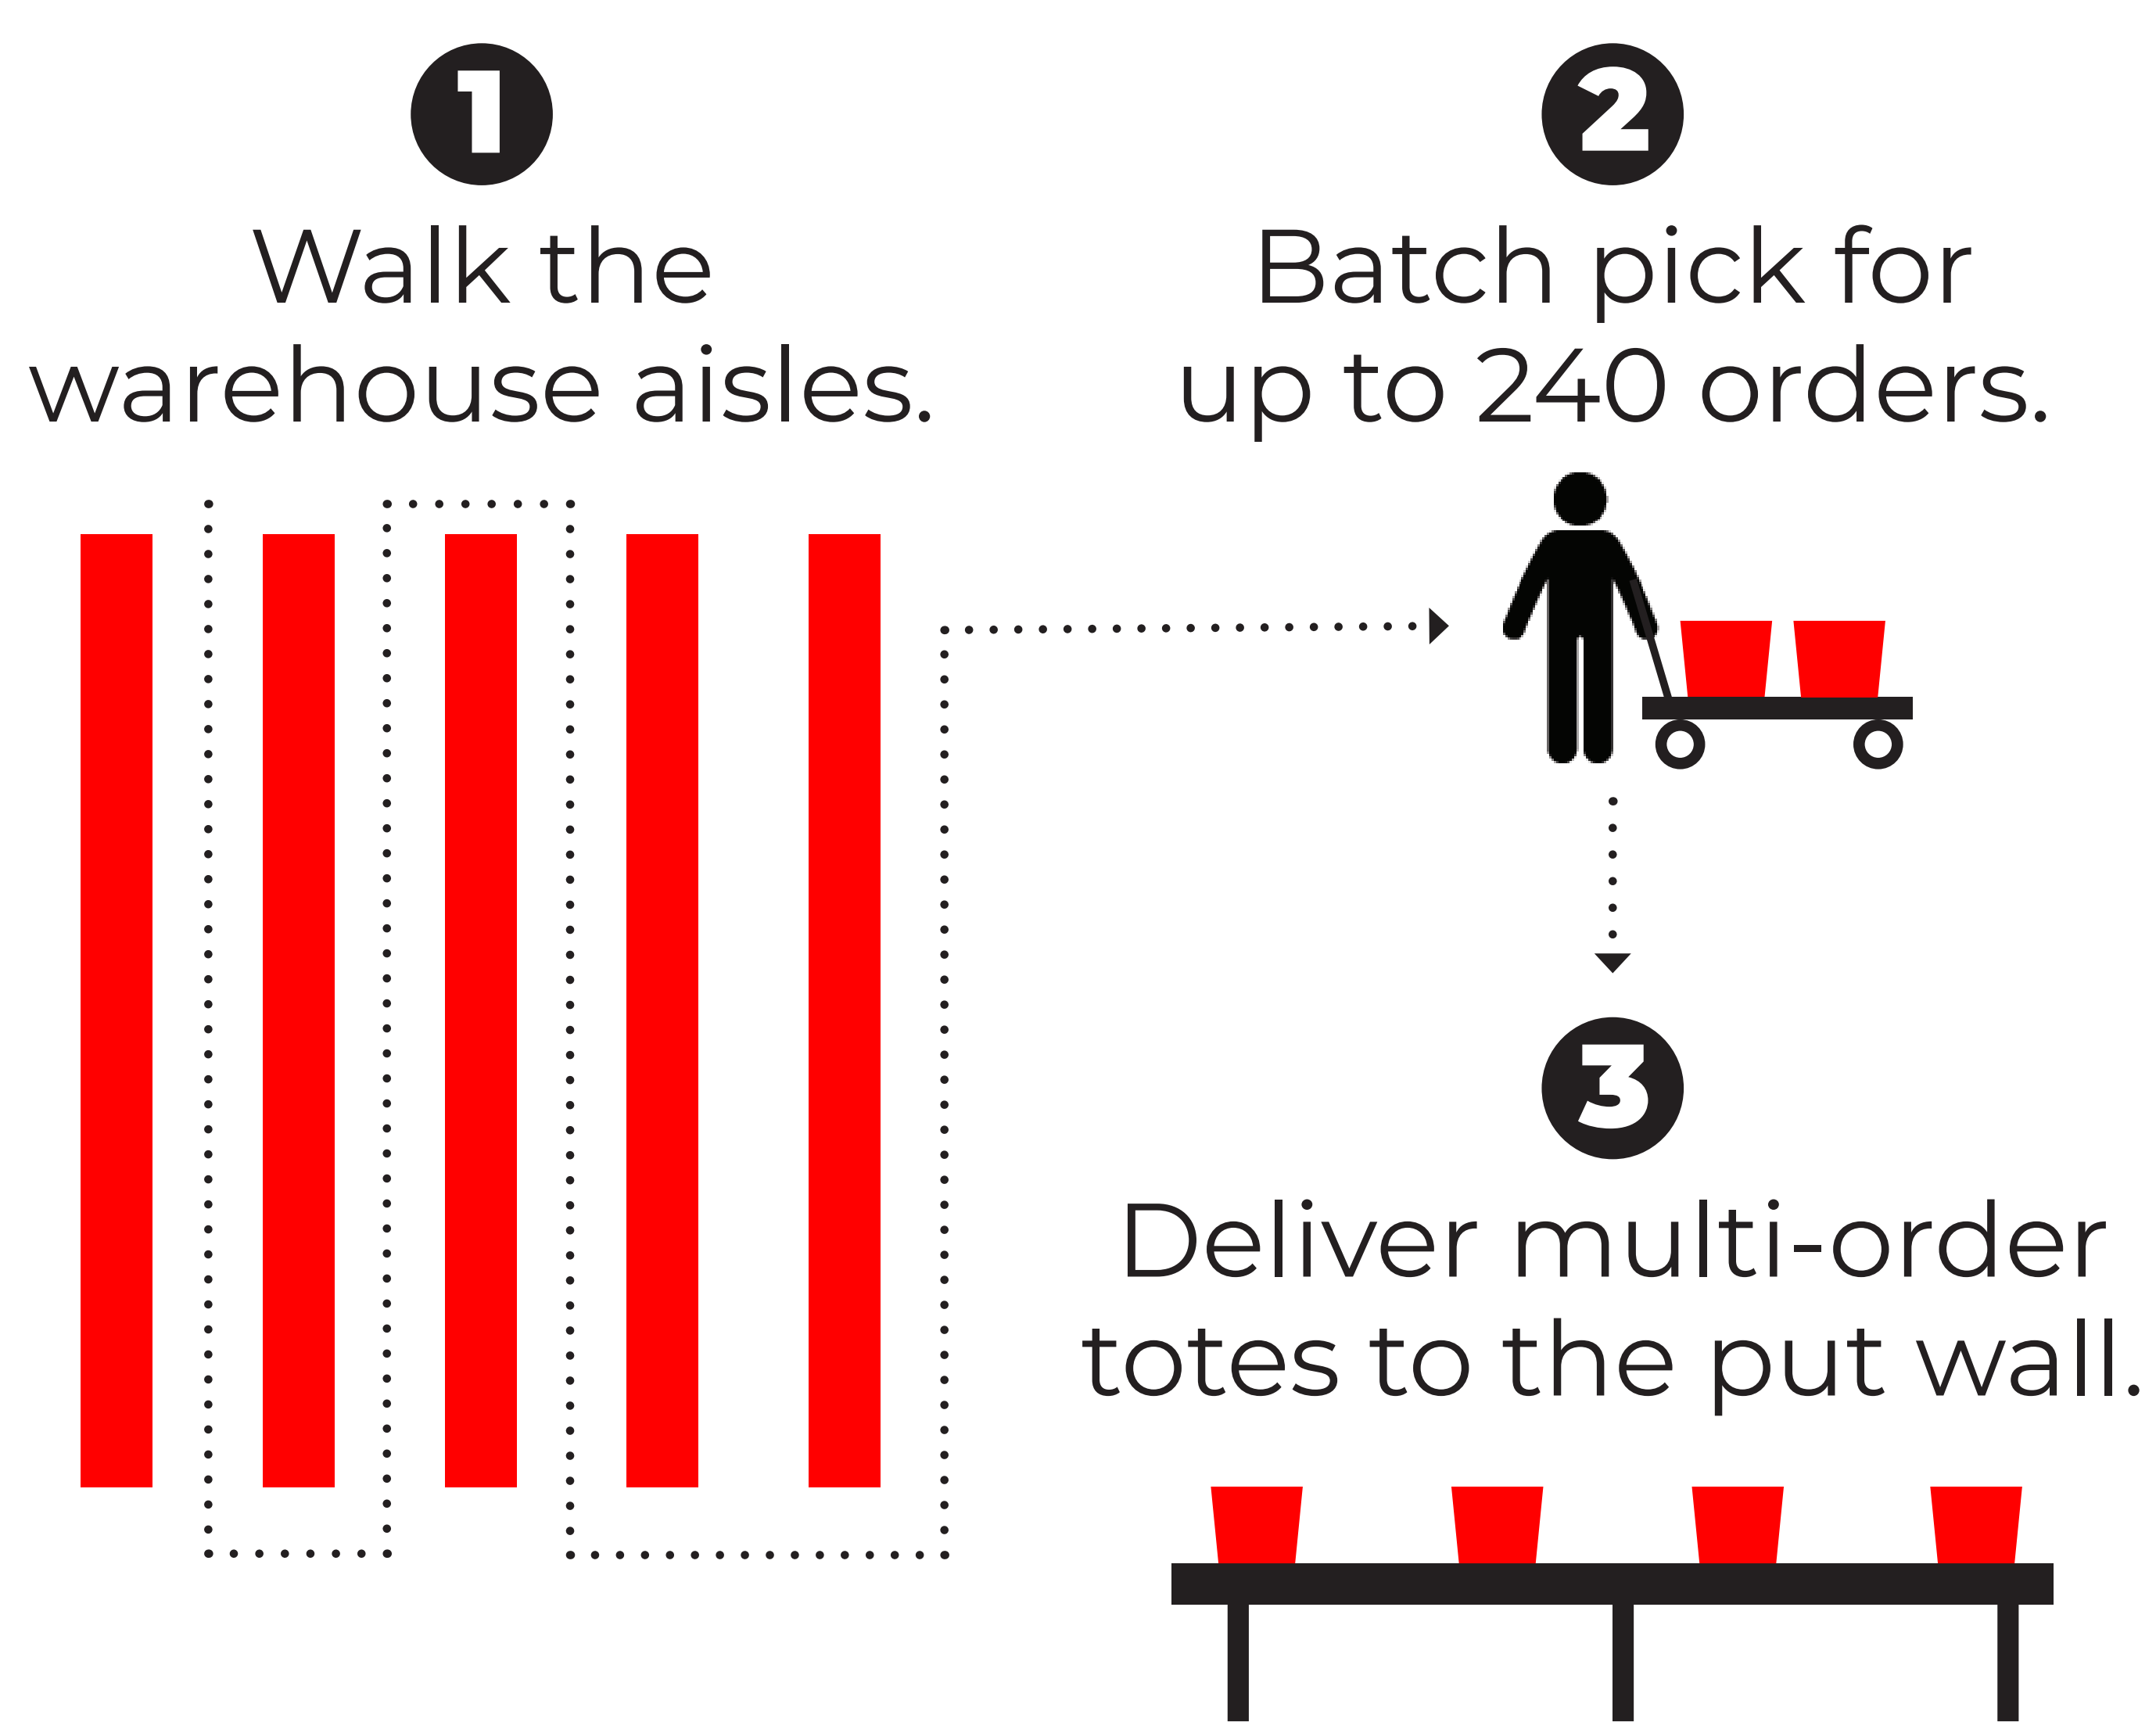 1
Walk the
warehouse aisles.
2
Batch pick for
up to 240 orders.
3
Deliver multi-order
totes to the put wall.